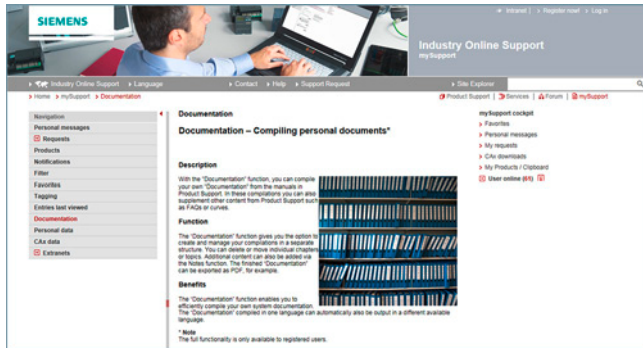 SIEMENS
Intranet | Register now! Log in
Industry Online Support
mySupport
Industry Online Support Language Contact Help Support Request Site Explorer
Home mySupport Documentation Product Support Services Forum mySupport
Navigation
Personal messages
Requests
Products
Notifications
Filter
Favorites
Tagging
Entries last viewed
Documentation
Personal data
CAx data
Extranets
Documentation
Documentation – Compiling personal documents*
Description
With the "Documentation" function, you can compile
your own "Documentation" from the manuals in
Product Support. In these compilations you can also
supplement other content from Product Support such
as FAQs or curves.
Function
The "Documentation" function gives you the option to
create and manage your compilations in a separate
structure. You can delete or move individual chapters
or topics. Additional content can also be added via
the Notes function. The finished "Documentation"
can be exported as PDF, for example.
Benefits
The "Documentation" function enables you to
efficiently compile your own system documentation.
The "Documentation" compiled in one language can automatically also be output in a different available
language.
* Note
The full functionality is only available to registered users.
mySupport cockpit
Favorites
Personal messages
My requests
CAx downloads
My Products / Clipboard
User online (61)